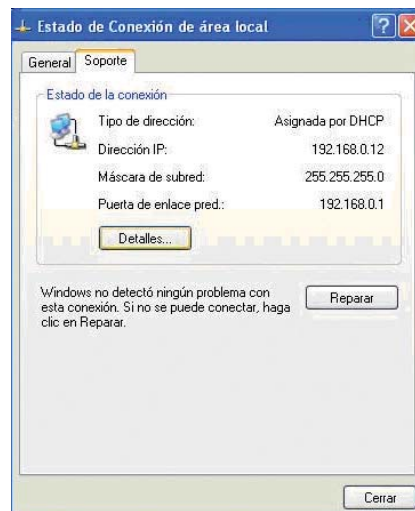 Estado de Conexión de área local
General Soporte
Estado de la conexión
Tipo de dirección: Asignada por DHCP
Dirección IP: 192.168.0.12
Máscara de subred: 255.255.255.0
Puerta de enlace pred.: 192.168.0.1
Detalles...
Windows no detectó ningún problema con
esta conexión. Si no se puede conectar, haga
clic en Reparar.
Reparar
Cerrar